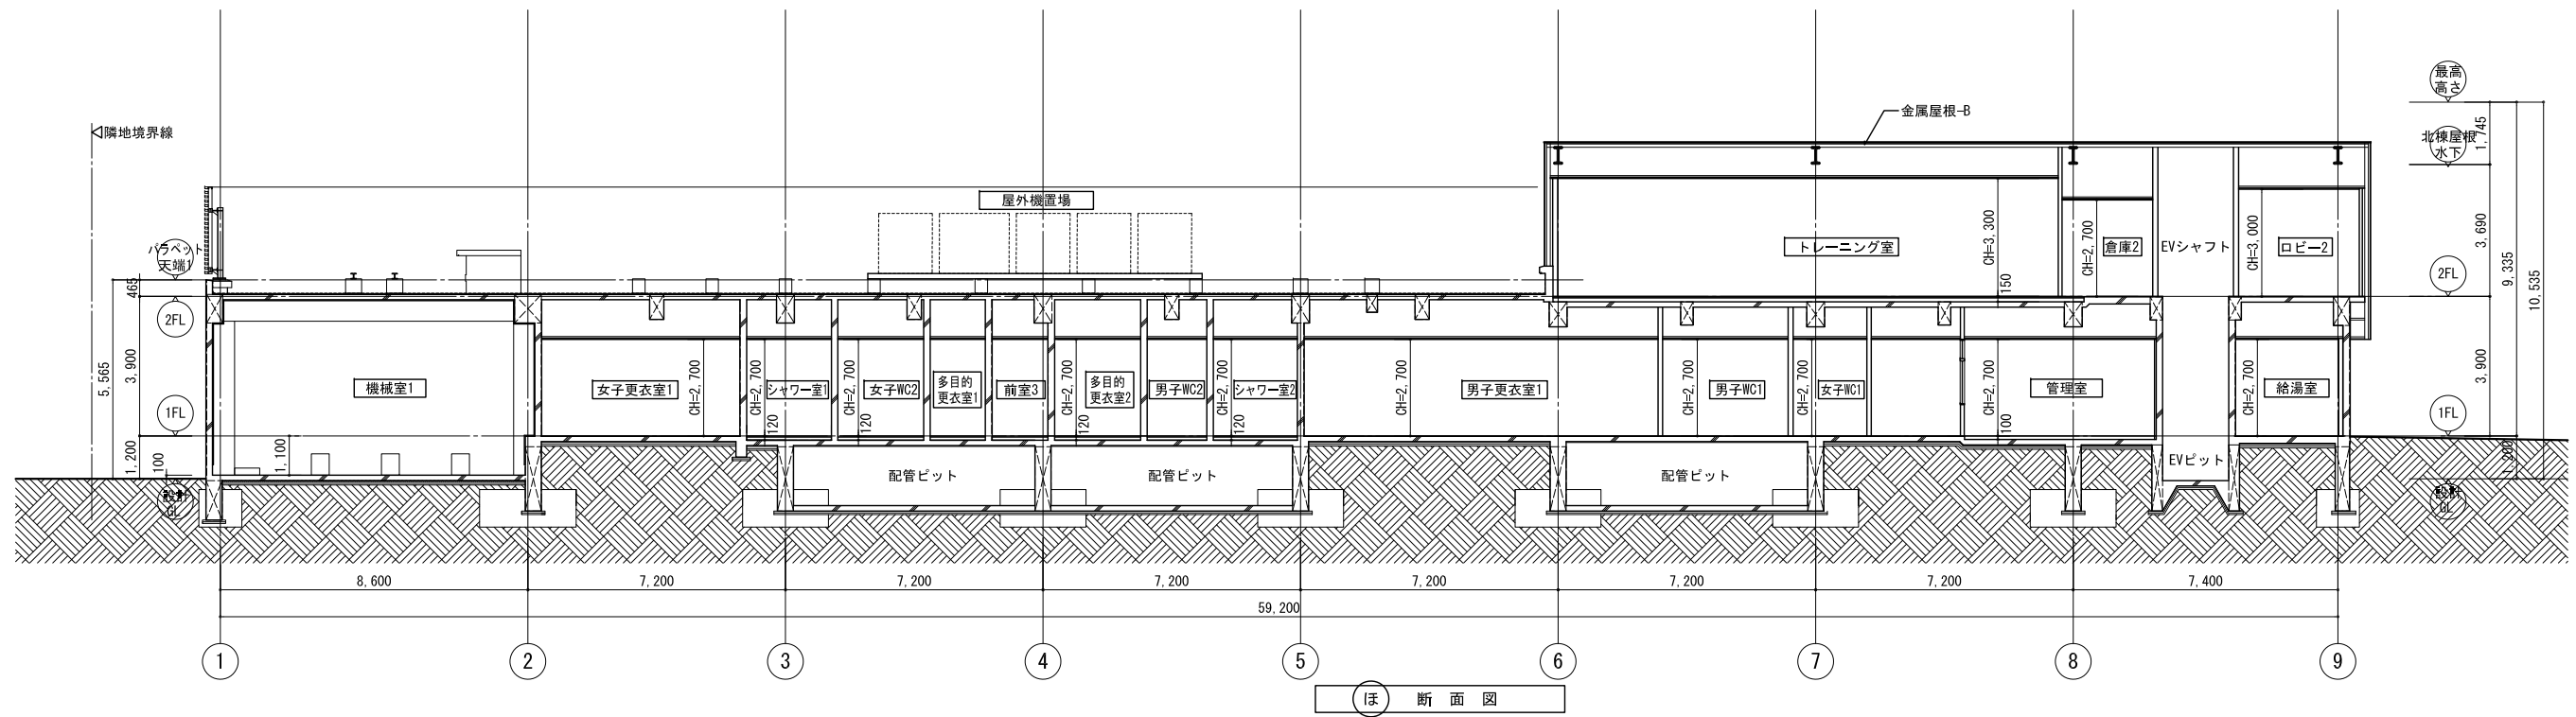 最高
高さ
金属屋根-B
隣地境界線
北棟屋根
水下
1,745
屋外機置場
パラペット
天端1
トレーニング室
CH=3,300
150
CH=2,700
倉庫2
EVシャフト
CH=3,000
ロビー2
3,690
9,335
10,535
2FL
465
2FL
5,565
3,900
1FL
1,200
100
設計
GL
機械室1
1,100
女子更衣室1
CH=2,700
CH=2,700
シャワー室1
120
CH=2,700
女子WC2
120
多目的
更衣室1
前室3
CH=2,700
120
多目的
更衣室2
男子WC2
CH=2,700
シャワー室2
120
CH=2,700
男子更衣室1
CH=2,700
男子WC1
CH=2,700
女子WC1
CH=2,700
100
管理室
CH=2,700
給湯室
3,900
1FL
1,200
設計
GL
配管ピット
配管ピット
配管ピット
EVピット
8,600
7,200
7,200
7,200
7,200
7,200
7,200
7,400
59,200
1
2
3
4
5
6
7
8
9
ほ 断面図